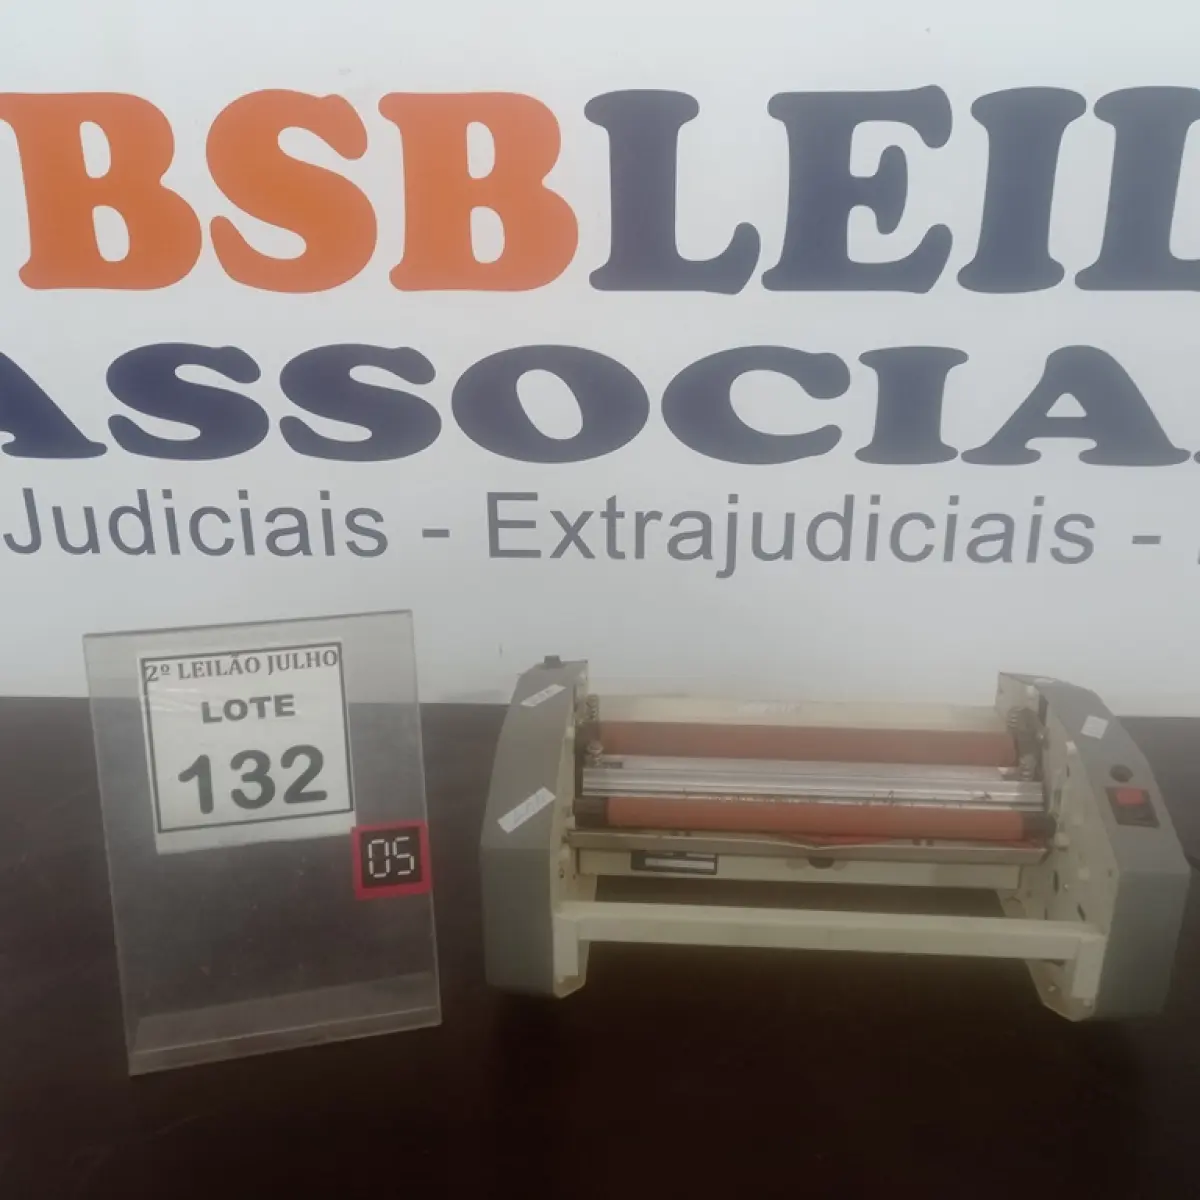 BSBLEIL
ASSOCIA
Judiciais - Extrajudiciais -
2º LEILÃO JULHO
LOTE
132
05